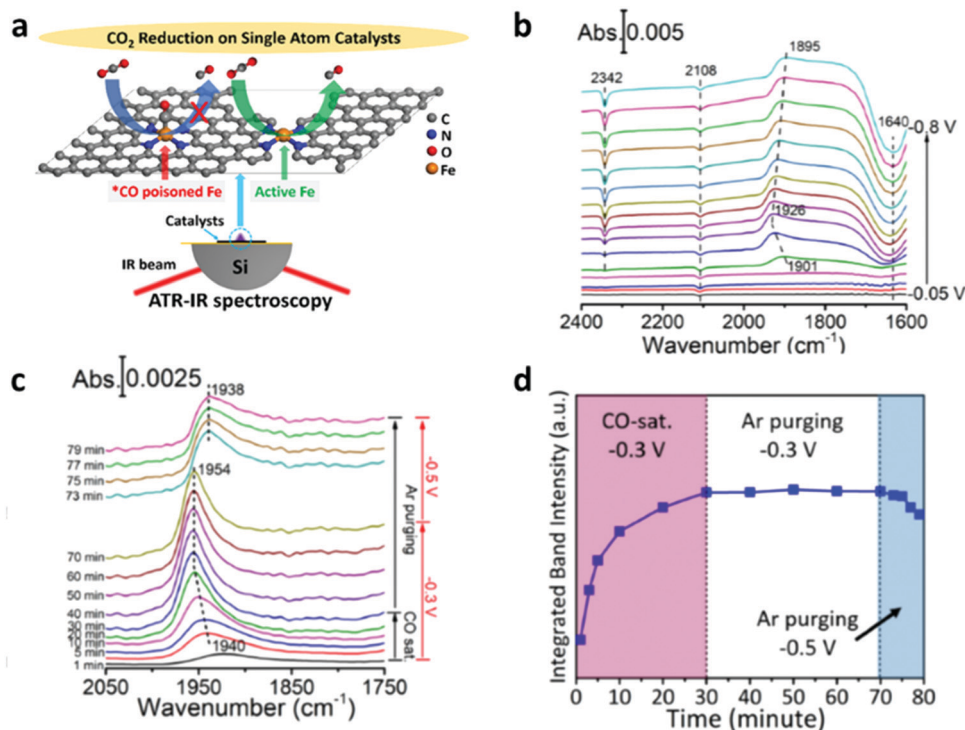 a
CO₂ Reduction on Single Atom Catalysts
C
N
O
Fe
*CO poisoned Fe
Active Fe
Catalysts
IR beam
Si
ATR-IR spectroscopy
b
Abs. 0.005
1895
2342
2108
1640
-0.8 V
1926
1901
-0.05 V
2400 2200 2000 1800 1600
Wavenumber (cm⁻¹)
c
Abs. 0.0025
1938
79 min
77 min
75 min
73 min
1954
70 min
60 min
50 min
40 min
30 min
20 min
10 min
5 min
1 min
1940
Ar purging
CO sat.
-0.5 V
-0.3 V
2050 1950 1850 1750
Wavenumber (cm⁻¹)
d
Integrated Band Intensity (a.u.)
CO-sat.
-0.3 V
Ar purging
-0.3 V
Ar purging
-0.5 V
0 10 20 30 40 50 60 70 80
Time (minute)